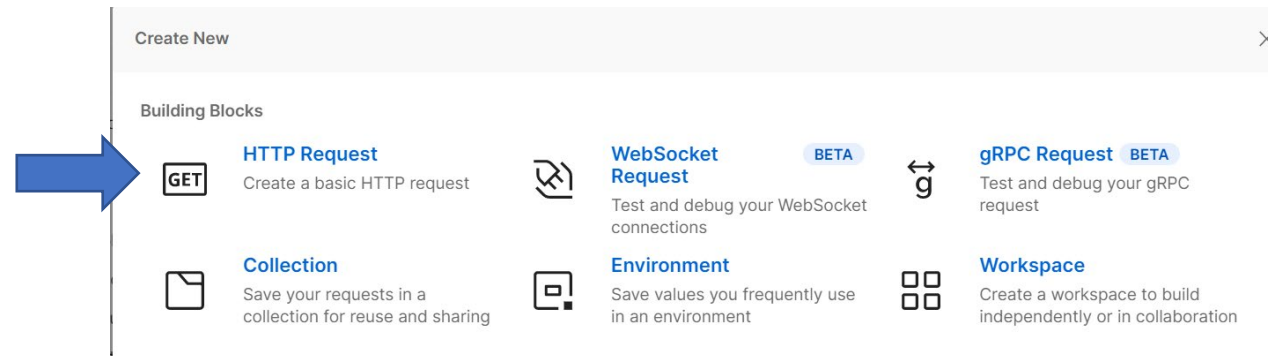 Create New
Building Blocks
GET
HTTP Request
Create a basic HTTP request
WebSocket Request
BETA
Test and debug your WebSocket
connections
g
gRPC Request BETA
Test and debug your gRPC
request
Collection
Save your requests in a
collection for reuse and sharing
Environment
Save values you frequently use
in an environment
Workspace
Create a workspace to build
independently or in collaboration